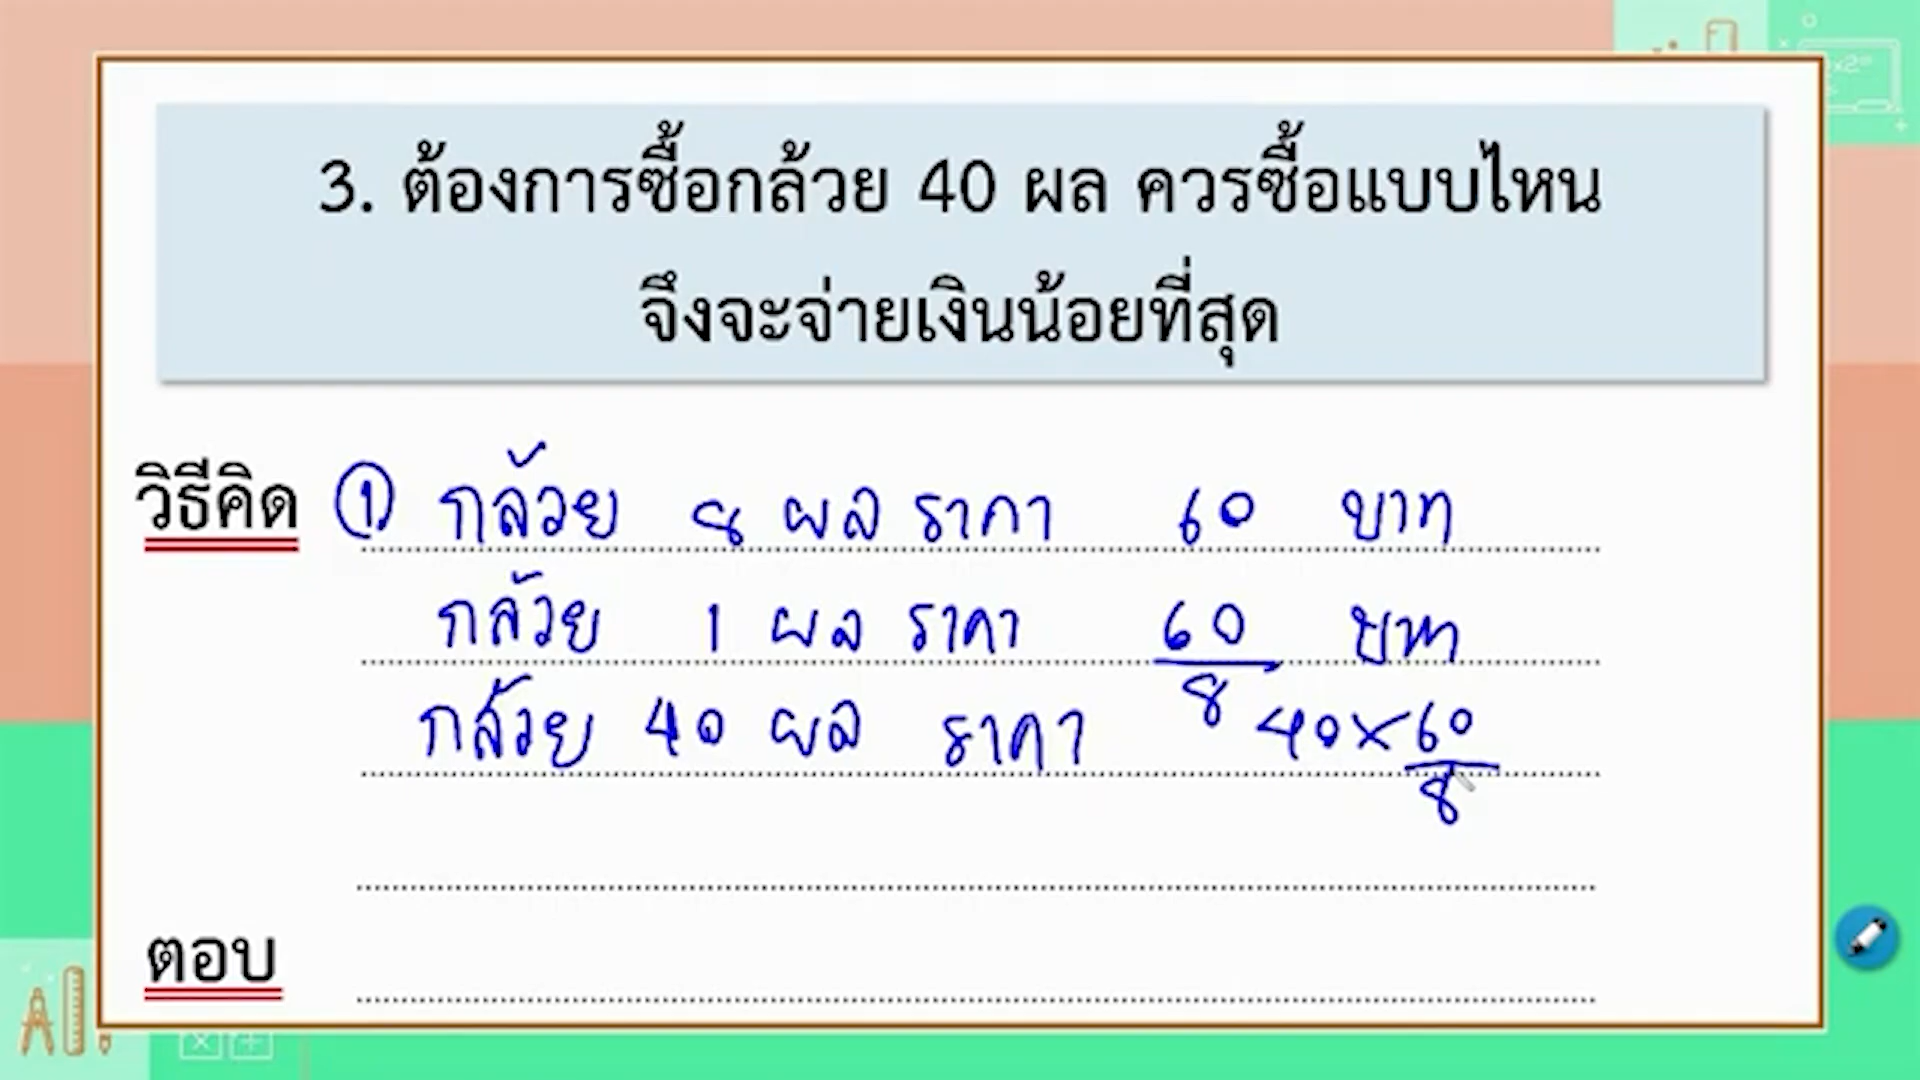 3. ต้องการซื้อกล้วย 40 ผล ควรซื้อแบบไหน
จึงจะจ่ายเงินน้อยที่สุด
วิธีคิด ① กล้วย 8 ผล ราคา 60 บาท
กล้วย 1 ผล ราคา 60/8 บาท
กล้วย 40 ผล ราคา 40×60/8
ตอบ